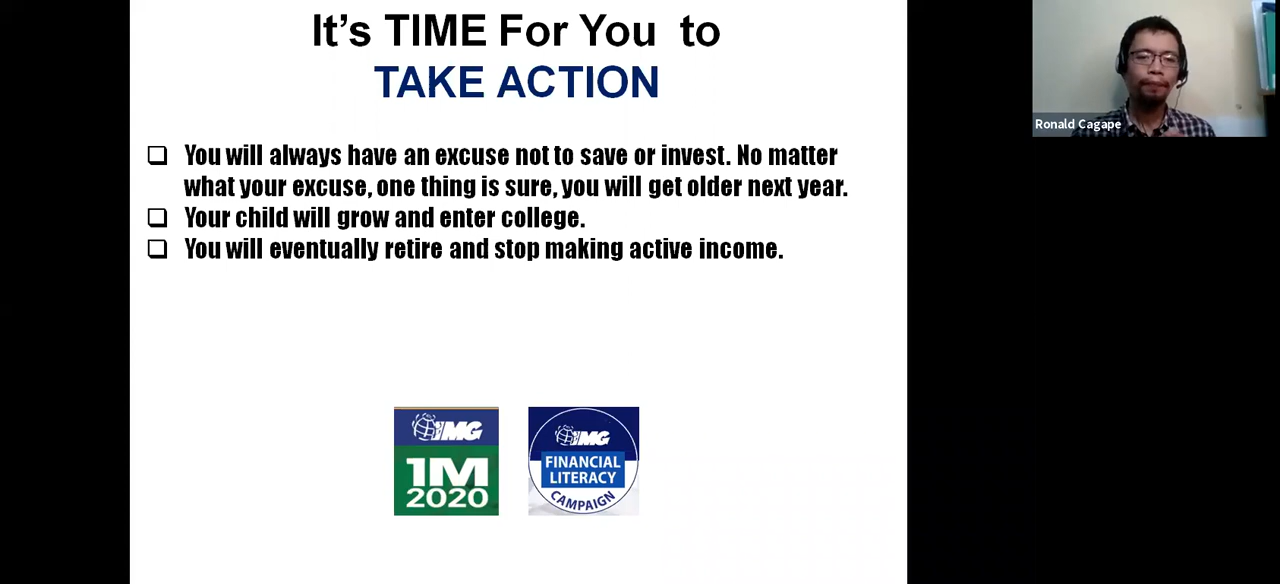 It's TIME For You to
TAKE ACTION
You will always have an excuse not to save or invest. No matter
what your excuse, one thing is sure, you will get older next year.
Your child will grow and enter college.
You will eventually retire and stop making active income.
IMG
1M
2020
IMG
FINANCIAL
LITERACY
CAMPAIGN
Ronald Cagape